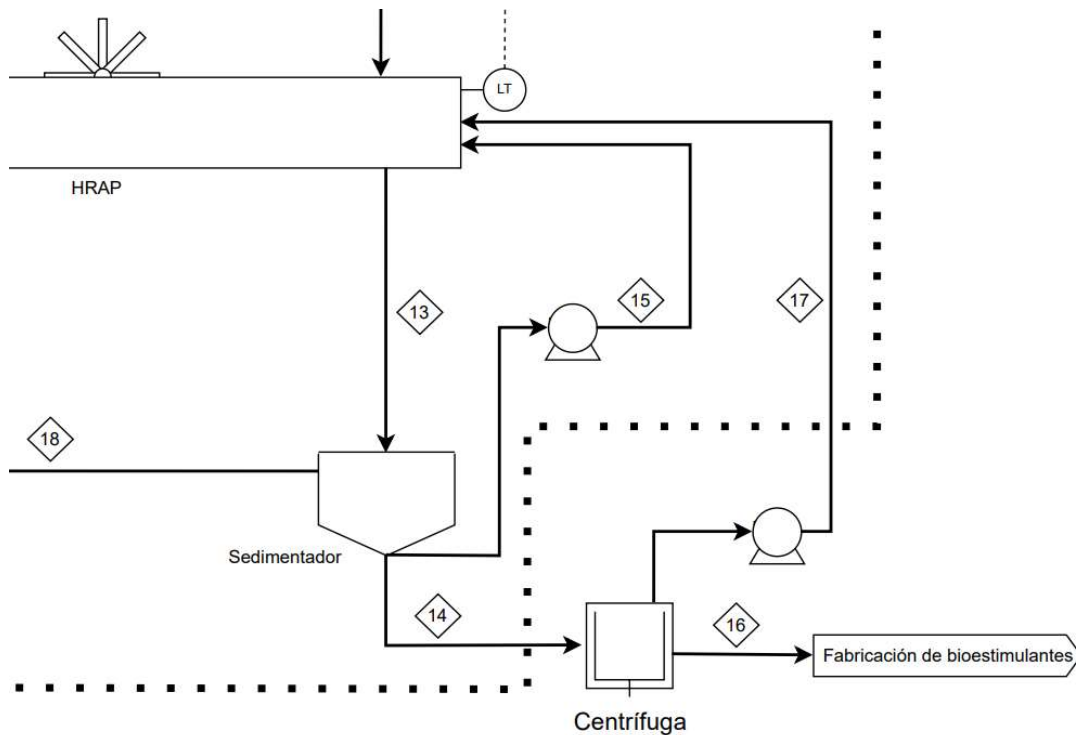 LT
HRAP
13
15
17
18
Sedimentador
14
16
Fabricación de bioestimulantes
Centrífuga